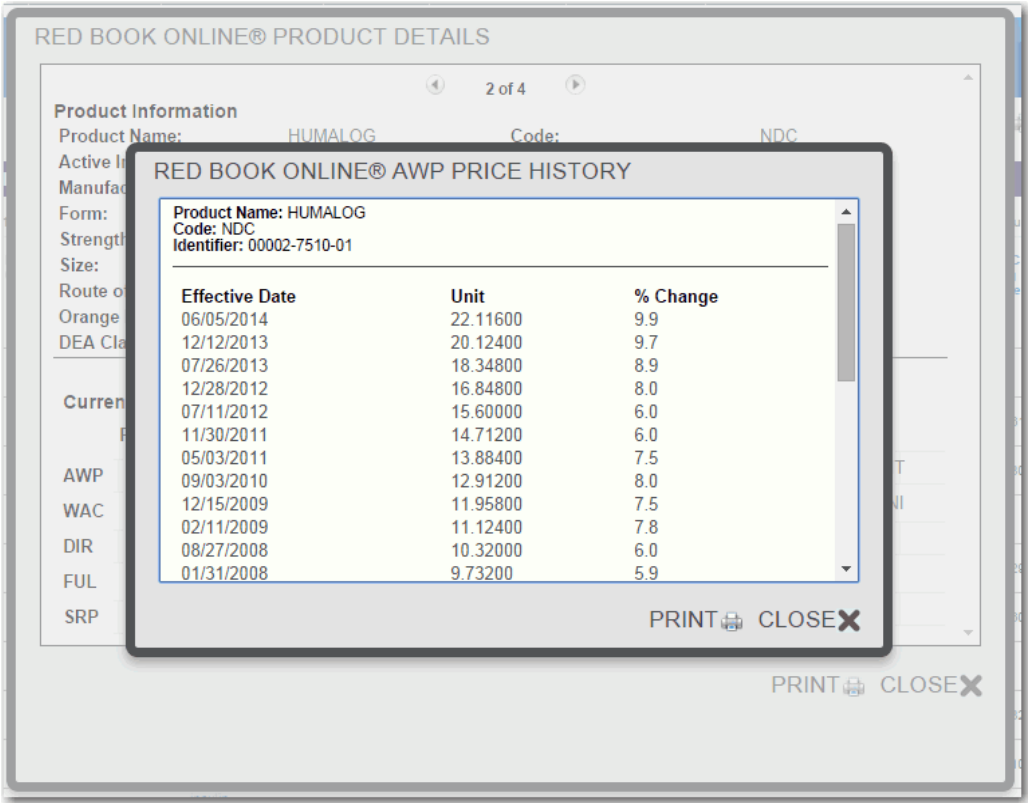 RED BOOK ONLINE® PRODUCT DETAILS
2 of 4
Product Information
Product Name: HUMALOG Code: NDC
Active
Form:
Size:
Route
Orange
DEA
AWP
WAC
DIR
FUL
SRP
RED BOOK ONLINE® AWP PRICE HISTORY
Product Name: HUMALOG
Code: NDC
Identifier: 00002-7510-01
Effective Date Unit % Change
06/05/2014 22.11600 9.9
12/12/2013 20.12400 9.7
07/26/2013 18.34800 8.9
12/28/2012 16.84800 8.0
07/11/2012 15.60000 6.0
11/30/2011 14.71200 6.0
05/03/2011 13.88400 7.5
09/03/2010 12.91200 8.0
12/15/2009 11.95800 7.5
02/11/2009 11.12400 7.8
08/27/2008 10.32000 6.0
01/31/2008 9.73200 5.9
PRINT CLOSE
PRINT CLOSE